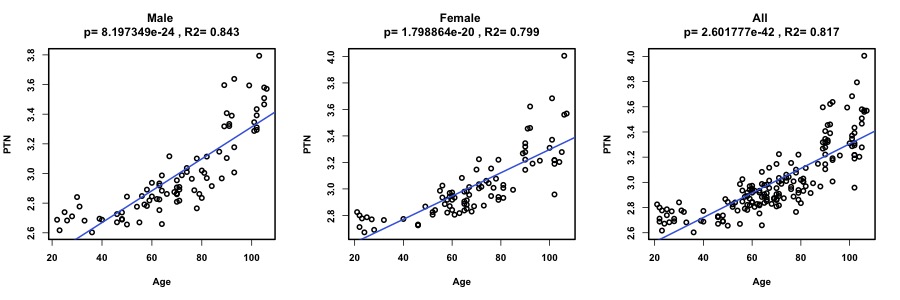 Male
p= 8.197349e-24 , R2= 0.843
PTN
3.8
3.6
3.4
3.2
3.0
2.8
2.6
20 40 60 80 100
Age
Female
p= 1.798864e-20 , R2= 0.799
PTN
4.0
3.8
3.6
3.4
3.2
3.0
2.8
20 40 60 80 100
Age
All
p= 2.601777e-42 , R2= 0.817
PTN
4.0
3.8
3.6
3.4
3.2
3.0
2.8
2.6
20 40 60 80 100
Age